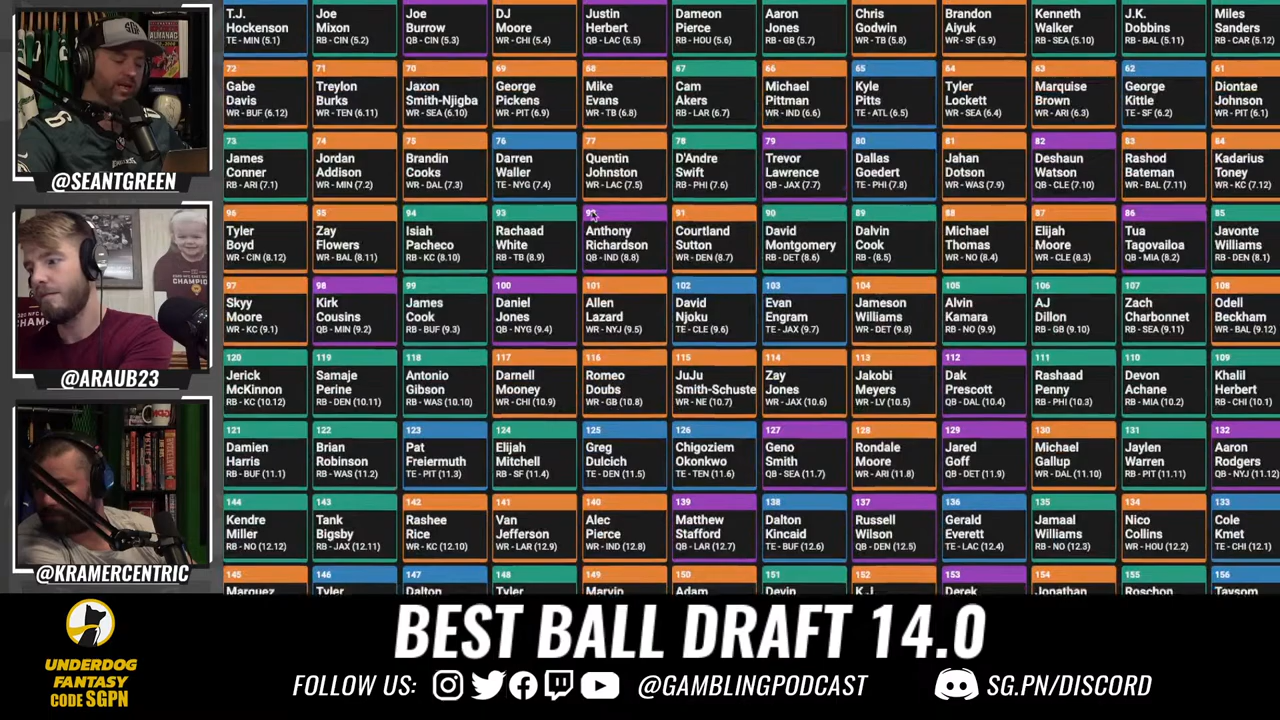 T.J. Hockenson TE - MIN (5.1)
Joe Mixon RB - CIN (5.2)
Joe Burrow QB - CIN (5.3)
DJ Moore WR - CHI (5.4)
Justin Herbert QB - LAC (5.5)
Dameon Pierce RB - HOU (5.6)
Aaron Jones RB - GB (5.7)
Chris Godwin WR - TB (5.8)
Brandon Aiyuk WR - SF (5.9)
Kenneth Walker RB - SEA (5.10)
J.K. Dobbins RB - BAL (5.11)
Miles Sanders RB - CAR (5.12)
72 Gabe Davis WR - BUF (6.12)
71 Treylon Burks WR - TEN (6.11)
70 Jaxon Smith-Njigba WR - SEA (6.10)
69 George Pickens WR - PIT (6.9)
68 Mike Evans WR - TB (6.8)
67 Cam Akers RB - LAR (6.7)
66 Michael Pittman WR - IND (6.6)
65 Kyle Pitts TE - ATL (6.5)
64 Tyler Lockett WR - SEA (6.4)
63 Marquise Brown WR - ARI (6.3)
62 George Kittle TE - SF (6.2)
61 Diontae Johnson WR - PIT (6.1)
73 James Conner RB - ARI (7.1)
74 Jordan Addison WR - MIN (7.2)
75 Brandin Cooks WR - DAL (7.3)
76 Darren Waller TE - NYG (7.4)
77 Quentin Johnston WR - LAC (7.5)
78 D'Andre Swift RB - PHI (7.6)
79 Trevor Lawrence QB - JAX (7.7)
80 Dallas Goedert TE - PHI (7.8)
81 Jahan Dotson WR - WAS (7.9)
82 Deshaun Watson QB - CLE (7.10)
83 Rashod Bateman WR - BAL (7.11)
84 Kadarius Toney WR - KC (7.12)
96 Tyler Boyd WR - CIN (8.12)
95 Zay Flowers WR - BAL (8.11)
94 Isiah Pacheco RB - KC (8.10)
93 Rachaad White RB - TB (8.9)
Anthony Richardson QB - IND (8.8)
91 Courtland Sutton WR - DEN (8.7)
90 David Montgomery RB - DET (8.6)
89 Dalvin Cook RB - (8.5)
88 Michael Thomas WR - NO (8.4)
87 Elijah Moore WR - CLE (8.3)
86 Tua Tagovailoa QB - MIA (8.2)
85 Javonte Williams RB - DEN (8.1)
97 Skyy Moore WR - KC (9.1)
98 Kirk Cousins QB - MIN (9.2)
99 James Cook RB - BUF (9.3)
100 Daniel Jones QB - NYG (9.4)
101 Allen Lazard WR - NYJ (9.5)
102 David Njoku TE - CLE (9.6)
103 Evan Engram TE - JAX (9.7)
104 Jameson Williams WR - DET (9.8)
105 Alvin Kamara RB - NO (9.9)
106 AJ Dillon RB - GB (9.10)
107 Zach Charbonnet RB - SEA (9.11)
108 Odell Beckham WR - BAL (9.12)
120 Jerick McKinnon RB - KC (10.12)
119 Samaje Perine RB - DEN (10.11)
118 Antonio Gibson RB - WAS (10.10)
117 Darnell Mooney WR - CHI (10.9)
116 Romeo Doubs WR - GB (10.8)
115 JuJu Smith-Schuste WR - NE (10.7)
114 Zay Jones WR - JAX (10.6)
113 Jakobi Meyers WR - LV (10.5)
112 Dak Prescott QB - DAL (10.4)
111 Rashaad Penny RB - PHI (10.3)
110 Devon Achane RB - MIA (10.2)
109 Khalil Herbert RB - CHI (10.1)
121 Damien Harris RB - BUF (11.1)
122 Brian Robinson RB - WAS (11.2)
123 Pat Freiermuth TE - PIT (11.3)
124 Elijah Mitchell RB - SF (11.4)
125 Greg Dulcich TE - DEN (11.5)
126 Chigoziem Okonkwo TE - TEN (11.6)
127 Geno Smith QB - SEA (11.7)
128 Rondale Moore WR - ARI (11.8)
129 Jared Goff QB - DET (11.9)
130 Michael Gallup WR - DAL (11.10)
131 Jaylen Warren RB - PIT (11.11)
132 Aaron Rodgers QB - NYJ (11.12
144 Kendre Miller RB - NO (12.12)
143 Tank Bigsby RB - JAX (12.11)
142 Rashee Rice WR - KC (12.10)
141 Van Jefferson WR - LAR (12.9)
140 Alec Pierce WR - IND (12.8)
139 Matthew Stafford QB - LAR (12.7)
138 Dalton Kincaid TE - BUF (12.6)
137 Russell Wilson QB - DEN (12.5)
136 Gerald Everett TE - LAC (12.4)
135 Jamaal Williams RB - NO (12.3)
134 Nico Collins WR - HOU (12.2)
133 Cole Kmet TE - CHI (12.1)
145 Marquez
146 Tyler
147 Dalton
148 Tyler
149 Marvin
150 Adam
151 Devin
152 K.J.
153 Derek
154 Jonathan
155 Roschon
156 Taysom
@SEANTGREEN
@ARAUB23
@KRAMERCENTRIC
UNDERDOG
FANTASY
CODE SGPN
BEST BALL DRAFT 14.0
FOLLOW US: @GAMBLINGPODCAST SG.PN/DISCORD